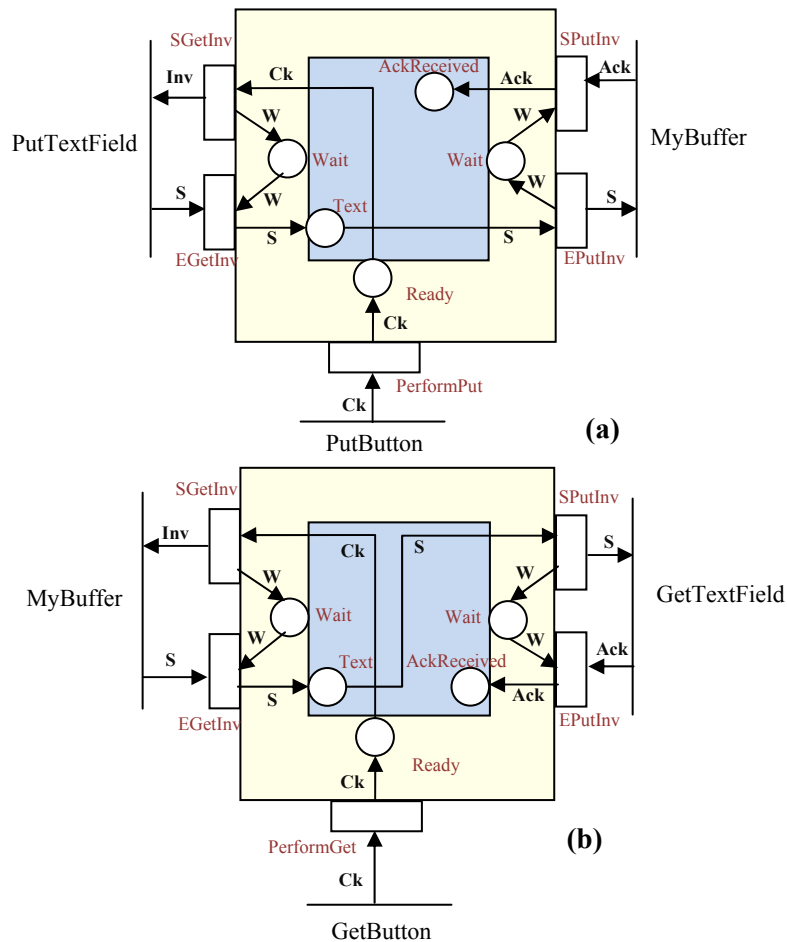 SGetInv
SPutInv
Inv
Ck
AckReceived
Ack
Ack
W
W
PutTextField
Wait
Wait
MyBuffer
S
W
Text
W
S
S
S
EGetInv
EPutInv
Ready
Ck
PerformPut
Ck
PutButton
(a)
SGetInv
SPutInv
Inv
Ck
S
S
W
W
MyBuffer
Wait
Wait
GetTextField
W
W
S
Text
AckReceived
Ack
S
Ack
EGetInv
EPutInv
Ready
Ck
PerformGet
(b)
Ck
GetButton